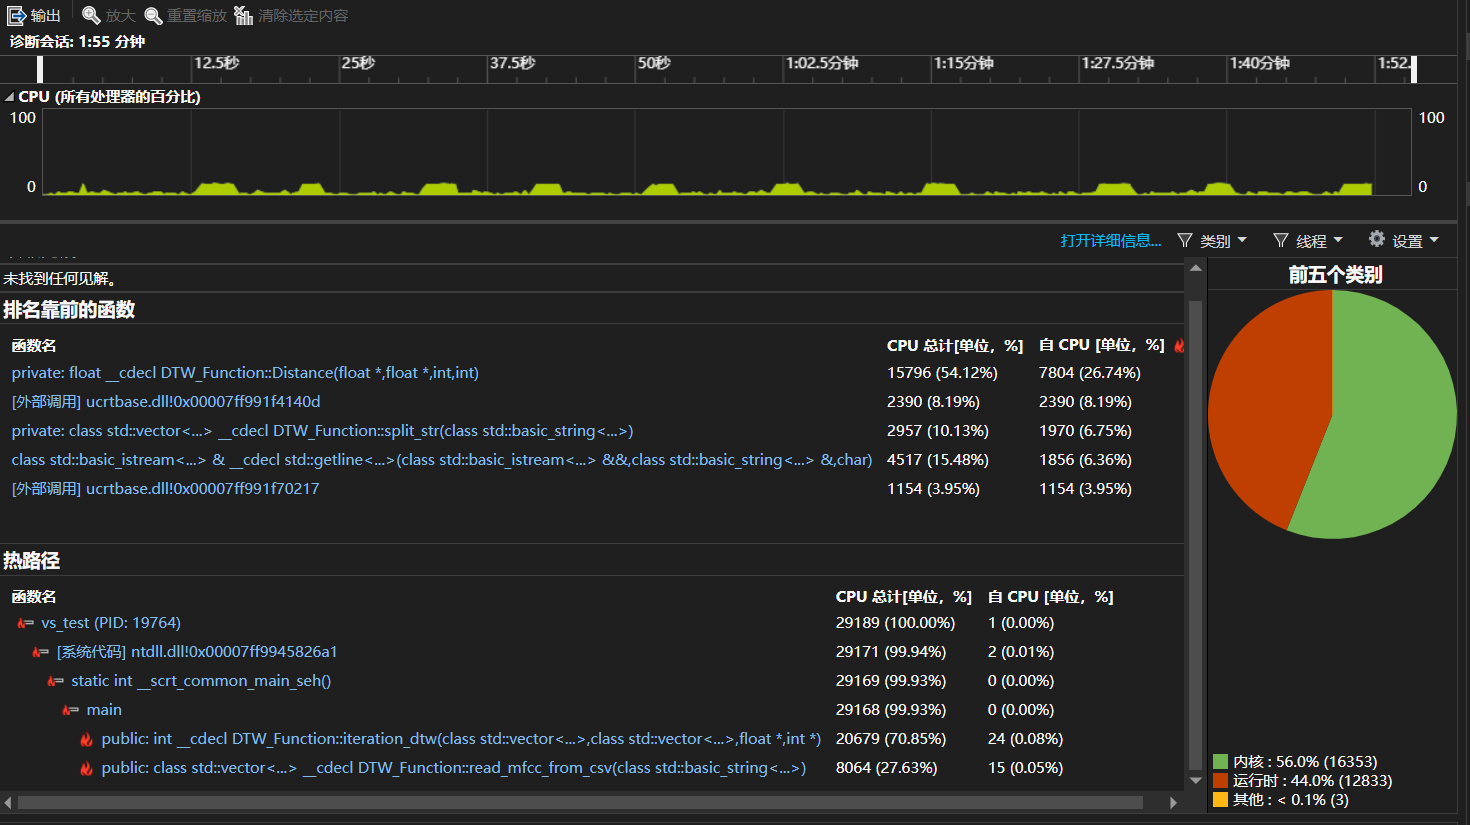 输出 放大 重置缩放 清除选定内容
诊断会话: 1:55 分钟
12.5秒 25秒 37.5秒 50秒 1:02.5分钟 1:15分钟 1:27.5分钟 1:40分钟 1:52.
CPU (所有处理器的百分比)
100 100
0 0
打开详细信息... 类别 线程 设置
未找到任何见解。
排名靠前的函数
函数名 CPU 总计[单位, %] 自 CPU [单位, %]
private: float __cdecl DTW_Function::Distance(float *,float *,int,int) 15796 (54.12%) 7804 (26.74%)
[外部调用] ucrtbase.dll!0x00007ff991f4140d 2390 (8.19%) 2390 (8.19%)
private: class std::vector<...> __cdecl DTW_Function::split_str(class std::basic_string<...>) 2957 (10.13%) 1970 (6.75%)
class std::basic_istream<...> & __cdecl std::getline<...>(class std::basic_istream<...> &&,class std::basic_string<...> &,char) 4517 (15.48%) 1856 (6.36%)
[外部调用] ucrtbase.dll!0x00007ff991f70217 1154 (3.95%) 1154 (3.95%)
热路径
函数名 CPU 总计[单位, %] 自 CPU [单位, %]
vs_test (PID: 19764) 29189 (100.00%) 1 (0.00%)
[系统代码] ntdll.dll!0x00007ff9945826a1 29171 (99.94%) 2 (0.01%)
static int __scrt_common_main_seh() 29169 (99.93%) 0 (0.00%)
main 29168 (99.93%) 0 (0.00%)
public: int __cdecl DTW_Function::iteration_dtw(class std::vector<...>,class std::vector<...>,float *,int *) 20679 (70.85%) 24 (0.08%)
public: class std::vector<...> __cdecl DTW_Function::read_mfcc_from_csv(class std::basic_string<...>) 8064 (27.63%) 15 (0.05%)
前五个类别
内核 : 56.0% (16353)
运行时 : 44.0% (12833)
其他 : < 0.1% (3)